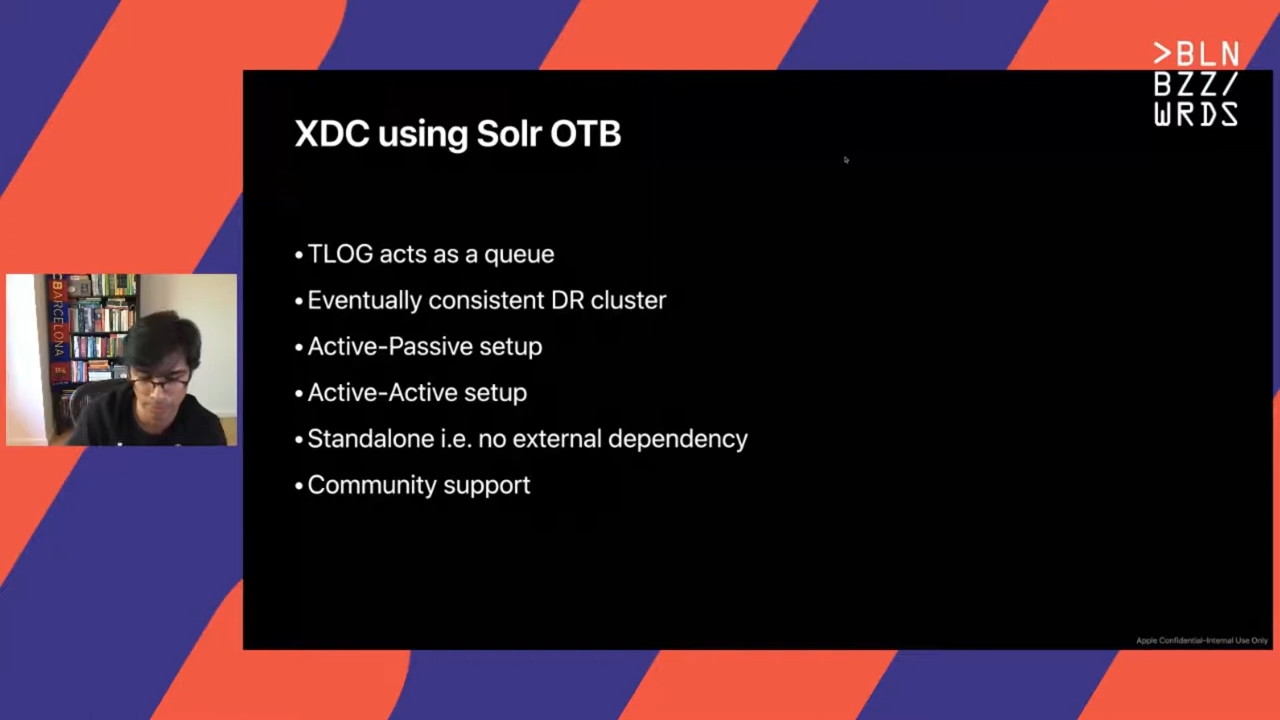 >BLN
BZZ/
WRDS
XDC using Solr OTB
• TLOG acts as a queue
• Eventually consistent DR cluster
• Active-Passive setup
• Active-Active setup
• Standalone i.e. no external dependency
• Community support
CBARCELONA
Apple Confidential-Internal Use Only